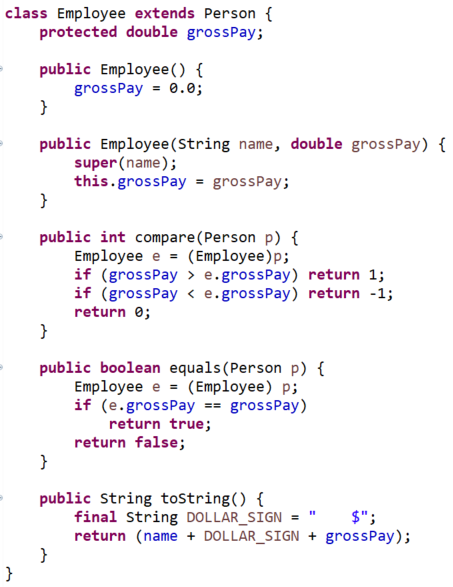 class Employee extends Person {
    protected double grossPay;

    public Employee() {
        grossPay = 0.0;
    }

    public Employee(String name, double grossPay) {
        super(name);
        this.grossPay = grossPay;
    }

    public int compare(Person p) {
        Employee e = (Employee)p;
        if (grossPay > e.grossPay) return 1;
        if (grossPay < e.grossPay) return -1;
        return 0;
    }

    public boolean equals(Person p) {
        Employee e = (Employee) p;
        if (e.grossPay == grossPay)
            return true;
        return false;
    }

    public String toString() {
        final String DOLLAR_SIGN = "    $";
        return (name + DOLLAR_SIGN + grossPay);
    }
}